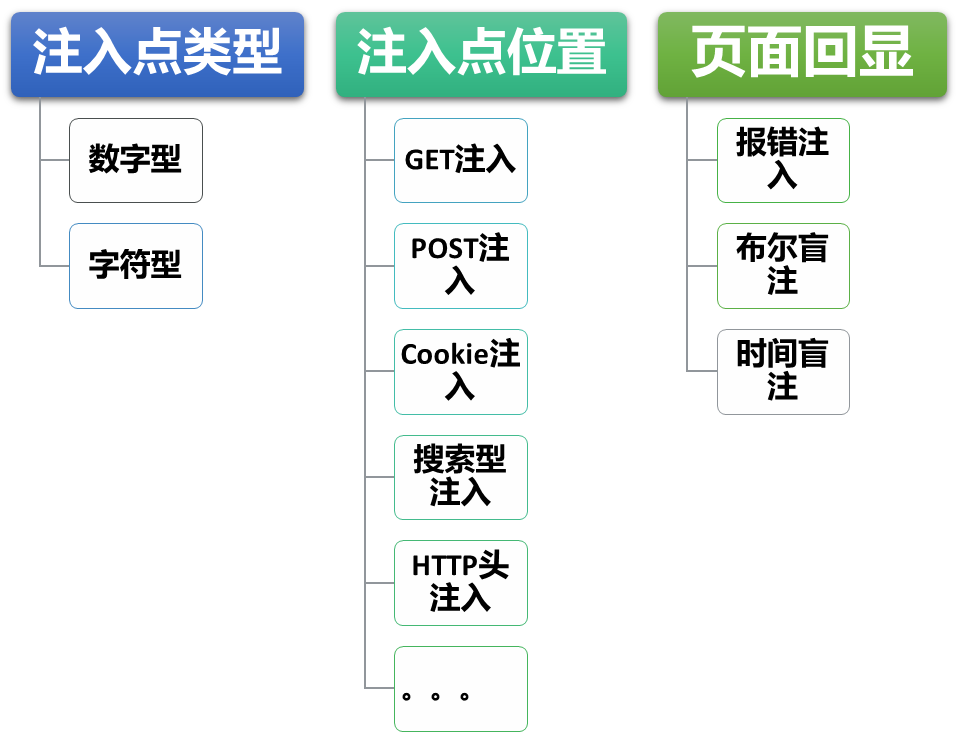 注入点类型
数字型
字符型
注入点位置
GET注入
POST注
入
Cookie注
入
搜索型
注入
HTTP头
注入
。。。
页面回显
报错注
入
布尔盲
注
时间盲
注